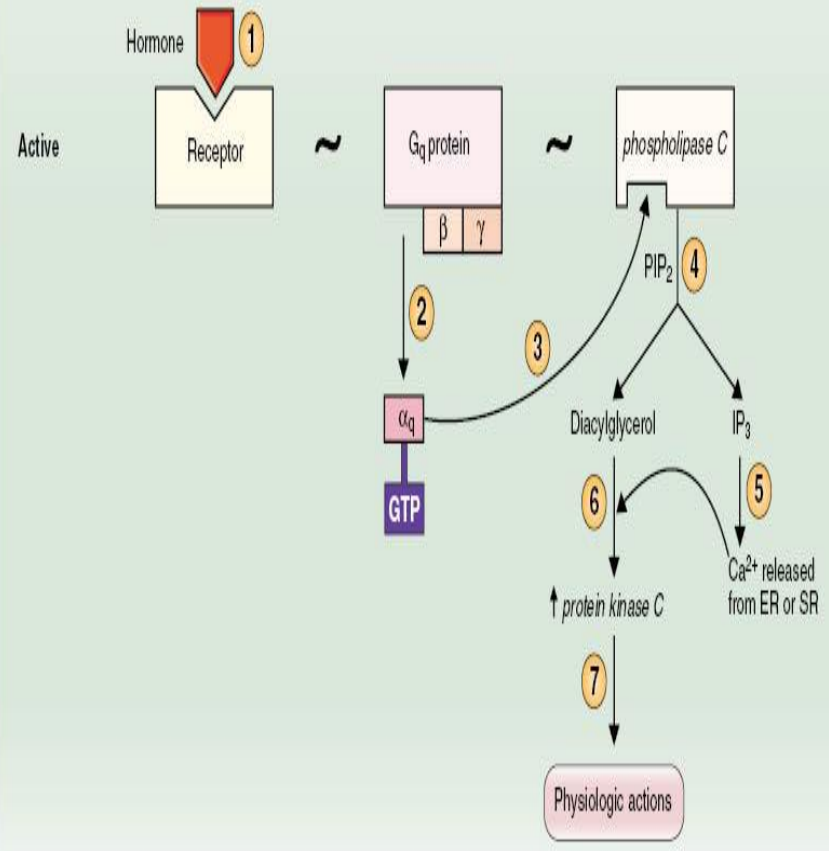 Hormone
1
Active
Receptor
~
Gq protein
~
phospholipase C
β γ
PIP₂
4
2
3
αq
Diacylglycerol
IP₃
GTP
6
5
Ca²⁺ released
from ER or SR
↑ protein kinase C
7
Physiologic actions